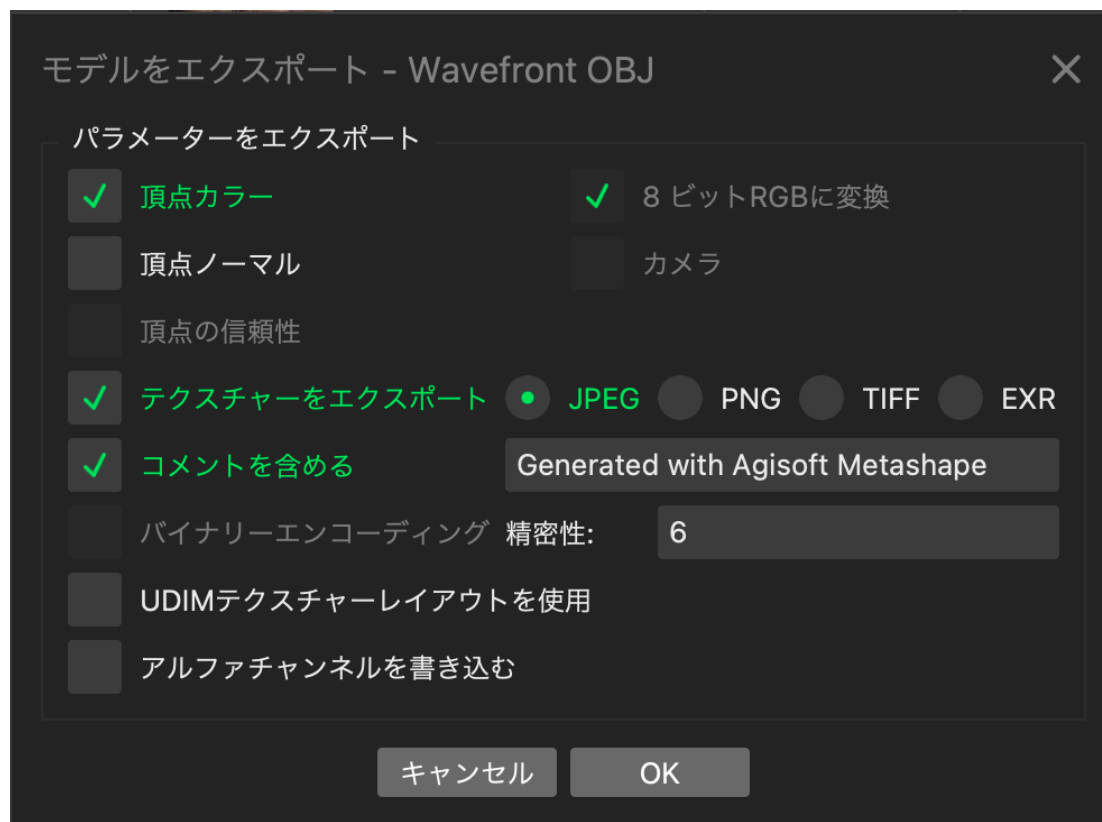 モデルをエクスポート - Wavefront OBJ
パラメーターをエクスポート
頂点カラー 8 ビットRGBに変換
頂点ノーマル カメラ
頂点の信頼性
テクスチャーをエクスポート JPEG PNG TIFF EXR
コメントを含める Generated with Agisoft Metashape
バイナリーエンコーディング 精密性: 6
UDIMテクスチャーレイアウトを使用
アルファチャンネルを書き込む
キャンセル OK